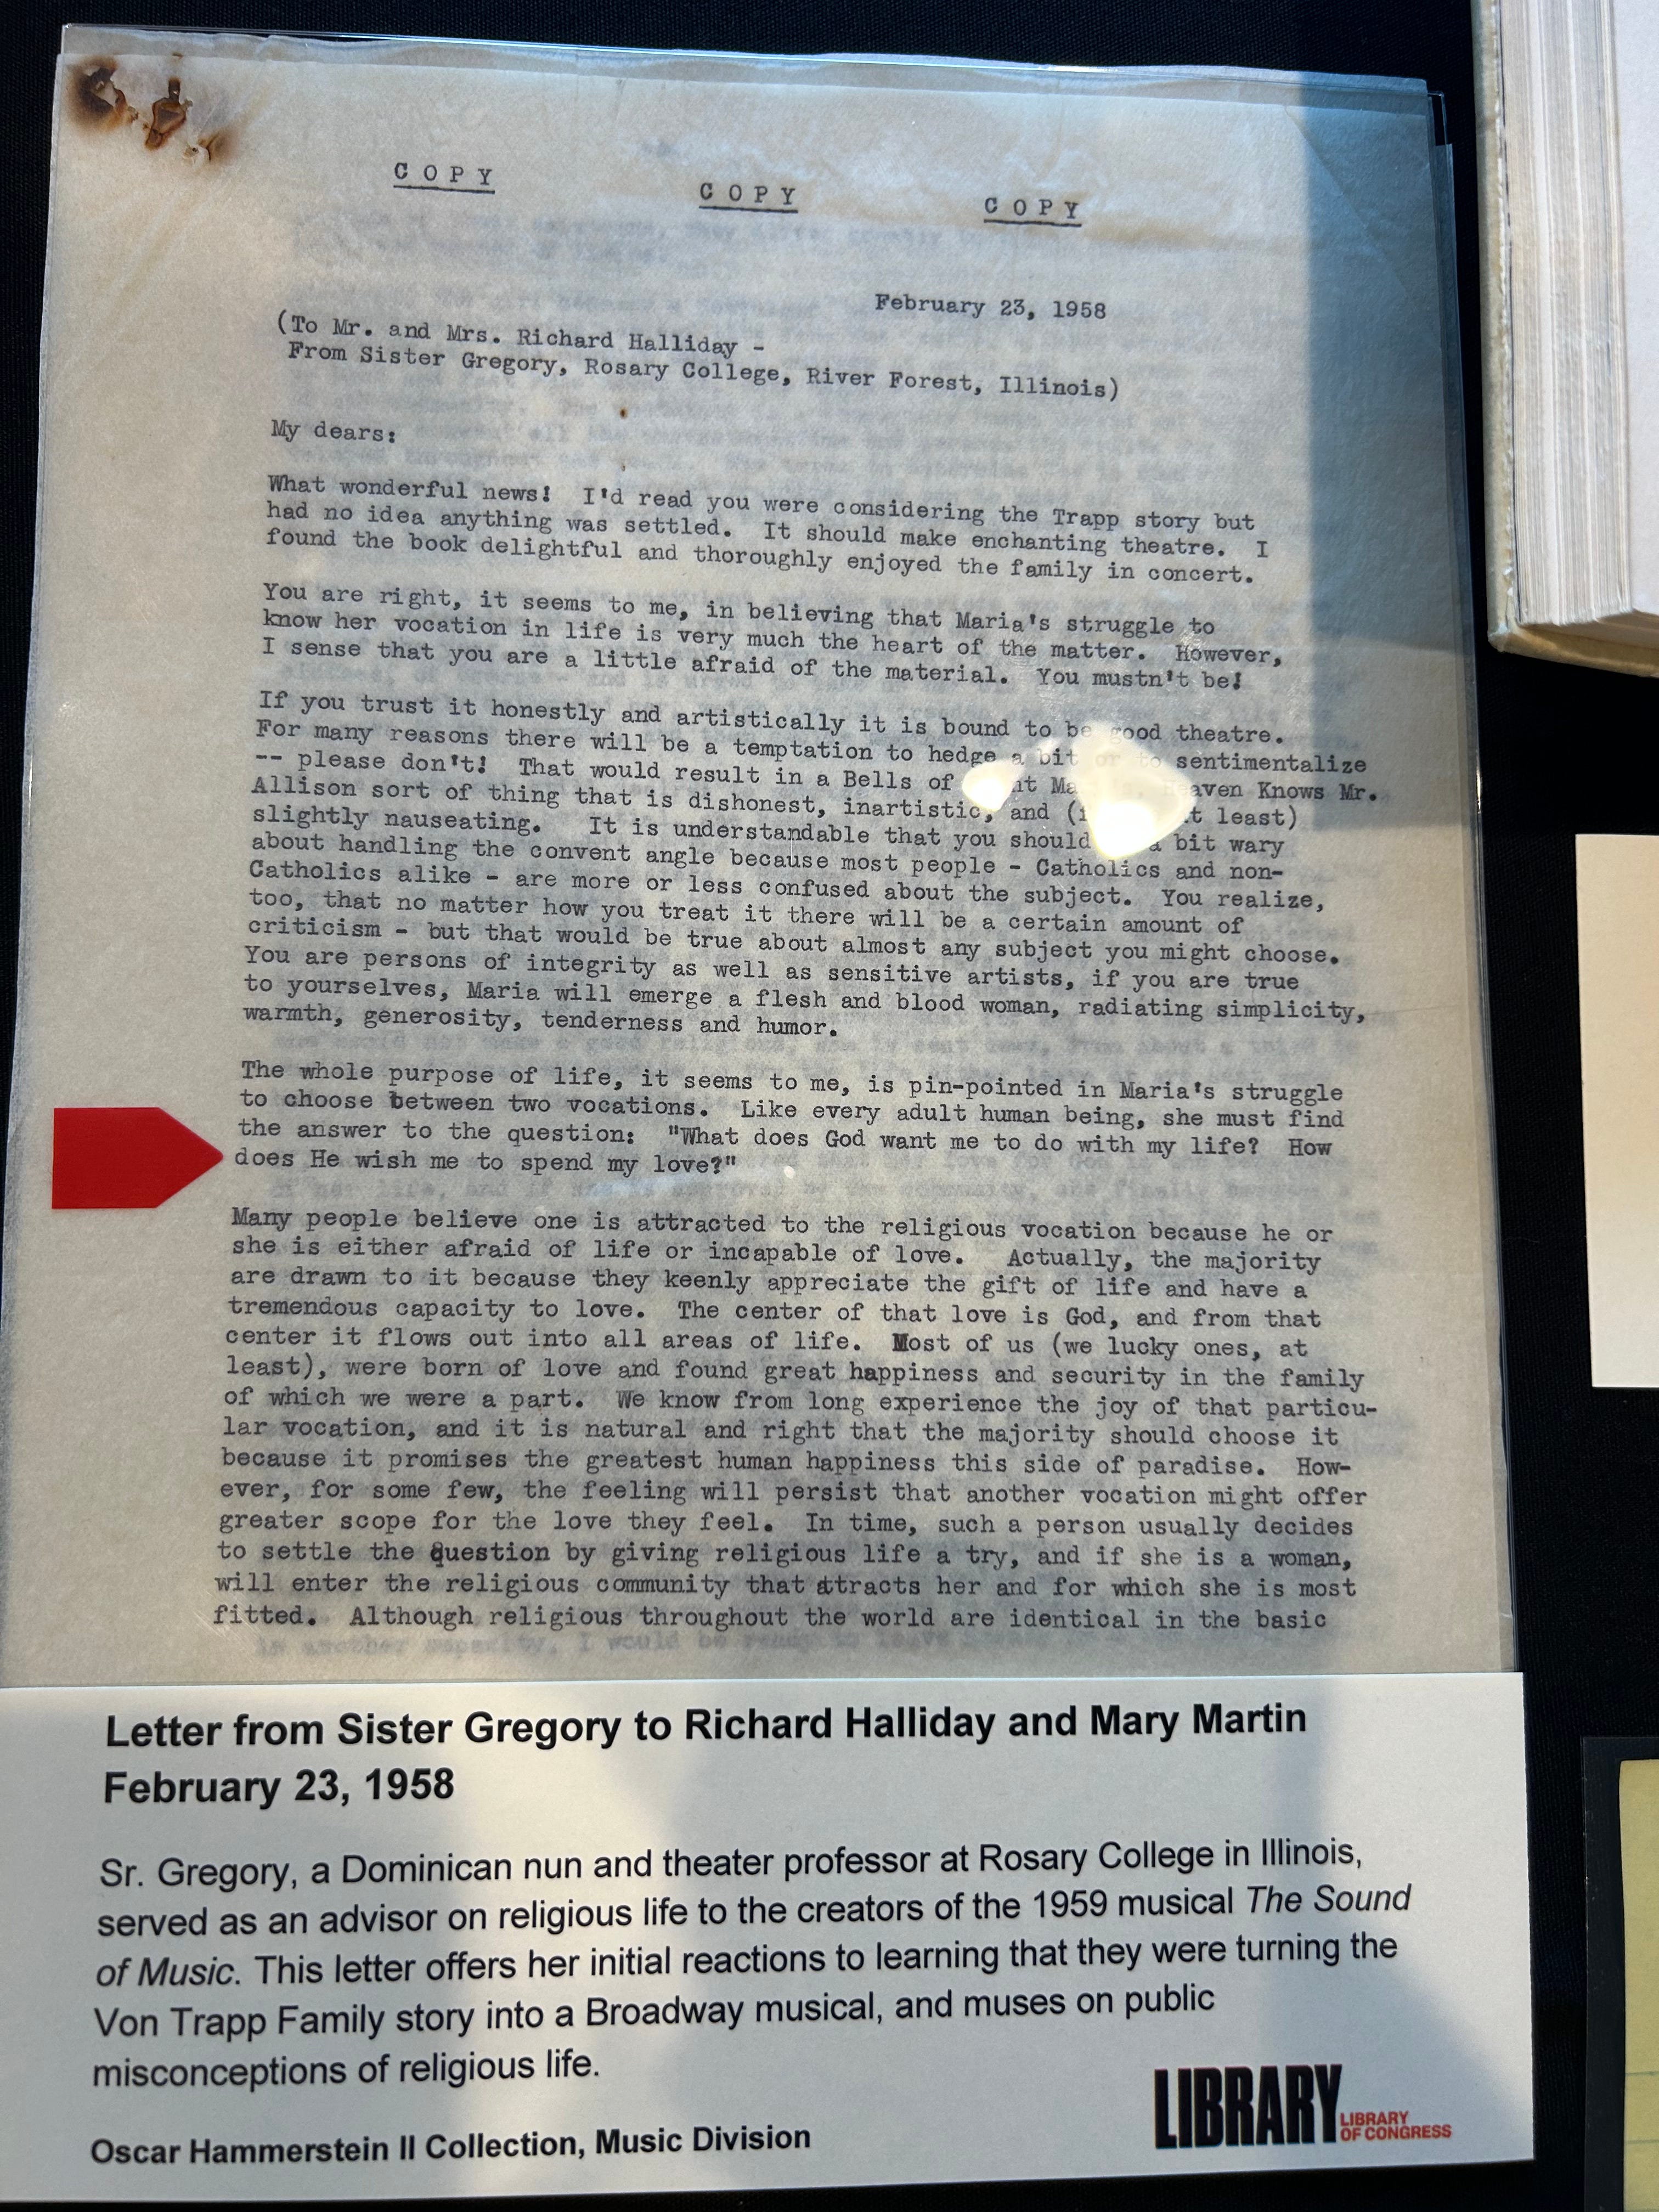 C O P Y C O P Y C O P Y
February 23, 1958
(To Mr. and Mrs. Richard Halliday -
From Sister Gregory, Rosary College, River Forest, Illinois)
My dears:
What wonderful news! I'd read you were considering the Trapp story but
had no idea anything was settled. It should make enchanting theatre. I
found the book delightful and thoroughly enjoyed the family in concert.
You are right, it seems to me, in believing that Maria's struggle to
know her vocation in life is very much the heart of the matter. However,
I sense that you are a little afraid of the material. You mustn't be!
If you trust it honestly and artistically it is bound to be good theatre.
For many reasons there will be a temptation to hedge a bit or to sentimentalize
-- please don't! That would result in a Bells of Knows Mr.
Allison sort of thing that is dishonest, inartistic, and least)
slightly nauseating. It is understandable that you should bit wary
about handling the convent angle because most people - Catholics and non-
Catholics alike - are more or less confused about the subject. You realize,
too, that no matter how you treat it there will be a certain amount of
criticism - but that would be true about almost any subject you might choose.
You are persons of integrity as well as sensitive artists, if you are true
to yourselves, Maria will emerge a flesh and blood woman, radiating simplicity,
warmth, generosity, tenderness and humor.
The whole purpose of life, it seems to me, is pin-pointed in Maria's struggle
to choose between two vocations. Like every adult human being, she must find
the answer to the question: "What does God want me to do with my life? How
does He wish me to spend my love?"
Many people believe one is attracted to the religious vocation because he or
she is either afraid of life or incapable of love. Actually, the majority
are drawn to it because they keenly appreciate the gift of life and have a
tremendous capacity to love. The center of that love is God, and from that
center it flows out into all areas of life. Most of us (we lucky ones, at
least), were born of love and found great happiness and security in the family
of which we were a part. We know from long experience the joy of that particu-
lar vocation, and it is natural and right that the majority should choose it
because it promises the greatest human happiness this side of paradise. How-
ever, for some few, the feeling will persist that another vocation might offer
greater scope for the love they feel. In time, such a person usually decides
to settle the question by giving religious life a try, and if she is a woman,
will enter the religious community that attracts her and for which she is most
fitted. Although religious throughout the world are identical in the basic
Letter from Sister Gregory to Richard Halliday and Mary Martin
February 23, 1958
Sr. Gregory, a Dominican nun and theater professor at Rosary College in Illinois,
served as an advisor on religious life to the creators of the 1959 musical The Sound
of Music. This letter offers her initial reactions to learning that they were turning the
Von Trapp Family story into a Broadway musical, and muses on public
misconceptions of religious life.
Oscar Hammerstein II Collection, Music Division
LIBRARY
LIBRARY
OF CONGRESS